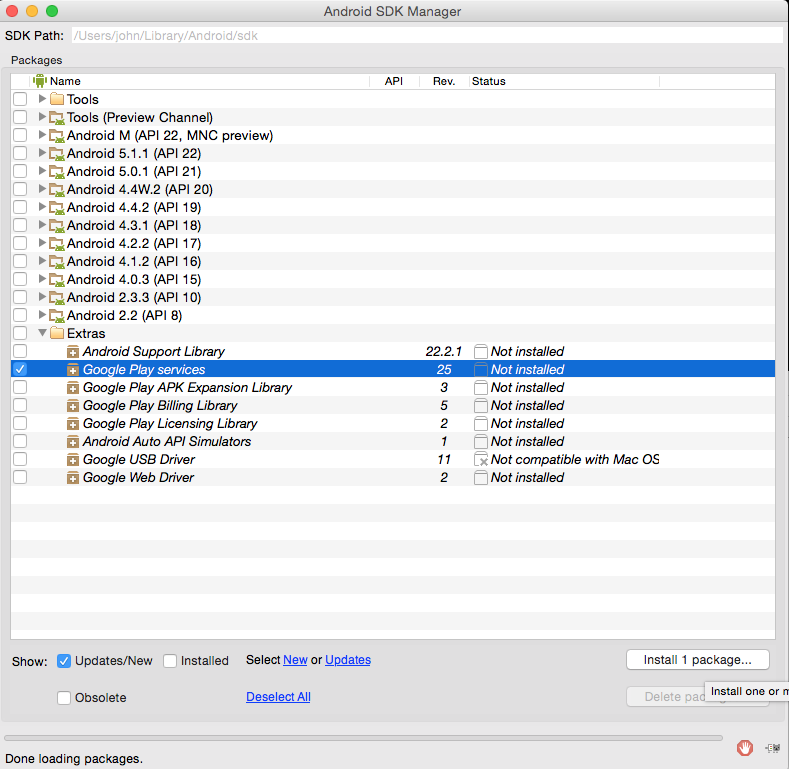 Android SDK Manager
SDK Path: /Users/john/Library/Android/sdk
Packages
Name API Rev. Status
Tools
Tools (Preview Channel)
Android M (API 22, MNC preview)
Android 5.1.1 (API 22)
Android 5.0.1 (API 21)
Android 4.4W.2 (API 20)
Android 4.4.2 (API 19)
Android 4.3.1 (API 18)
Android 4.2.2 (API 17)
Android 4.1.2 (API 16)
Android 4.0.3 (API 15)
Android 2.3.3 (API 10)
Android 2.2 (API 8)
Extras
Android Support Library 22.2.1 Not installed
Google Play services 25 Not installed
Google Play APK Expansion Library 3 Not installed
Google Play Billing Library 5 Not installed
Google Play Licensing Library 2 Not installed
Android Auto API Simulators 1 Not installed
Google USB Driver 11 Not compatible with Mac OS
Google Web Driver 2 Not installed
Show: Updates/New Installed Select New or Updates Install 1 package...
Obsolete Deselect All Delete pac Install one or m
Done loading packages.